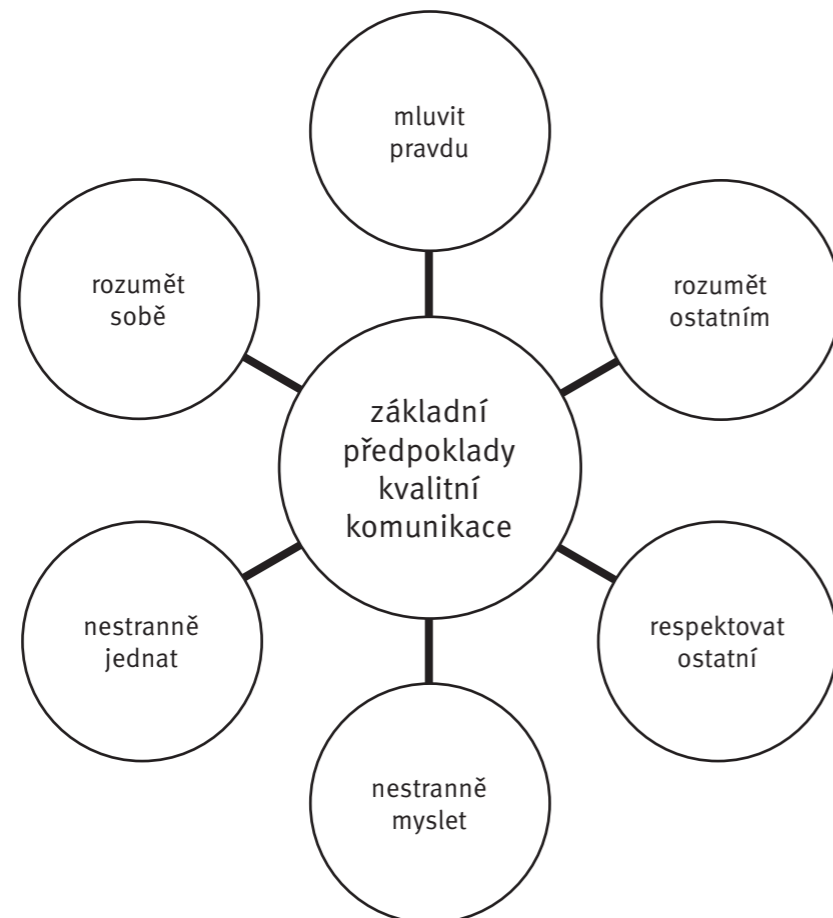 mluvit
pravdu
rozumět
sobě
rozumět
ostatním
základní
předpoklady
kvalitní
komunikace
nestranně
jednat
respektovat
ostatní
nestranně
myslet